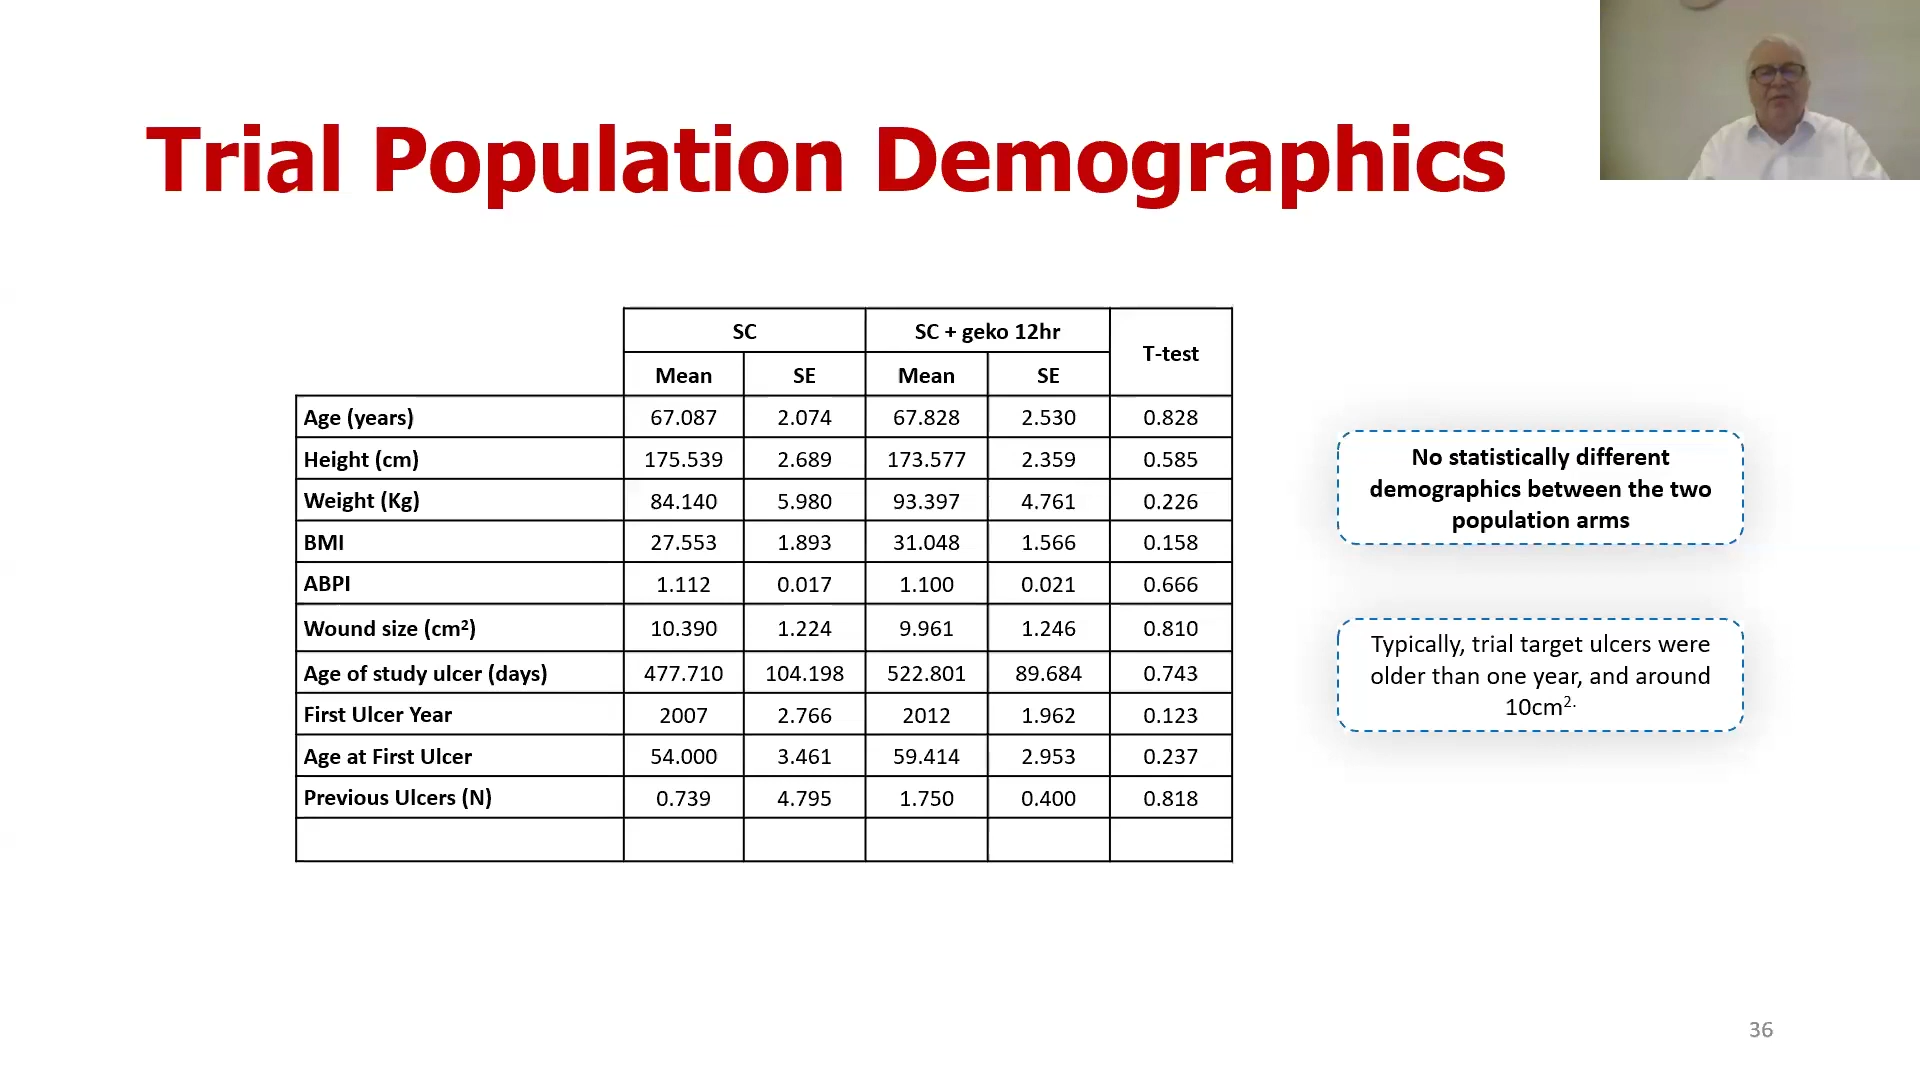 Trial Population Demographics
SC SC + geko 12hr T-test
Mean SE Mean SE
Age (years) 67.087 2.074 67.828 2.530 0.828
Height (cm) 175.539 2.689 173.577 2.359 0.585
Weight (Kg) 84.140 5.980 93.397 4.761 0.226
BMI 27.553 1.893 31.048 1.566 0.158
ABPI 1.112 0.017 1.100 0.021 0.666
Wound size (cm²) 10.390 1.224 9.961 1.246 0.810
Age of study ulcer (days) 477.710 104.198 522.801 89.684 0.743
First Ulcer Year 2007 2.766 2012 1.962 0.123
Age at First Ulcer 54.000 3.461 59.414 2.953 0.237
Previous Ulcers (N) 0.739 4.795 1.750 0.400 0.818
No statistically different
demographics between the two
population arms
Typically, trial target ulcers were
older than one year, and around
10cm².
36